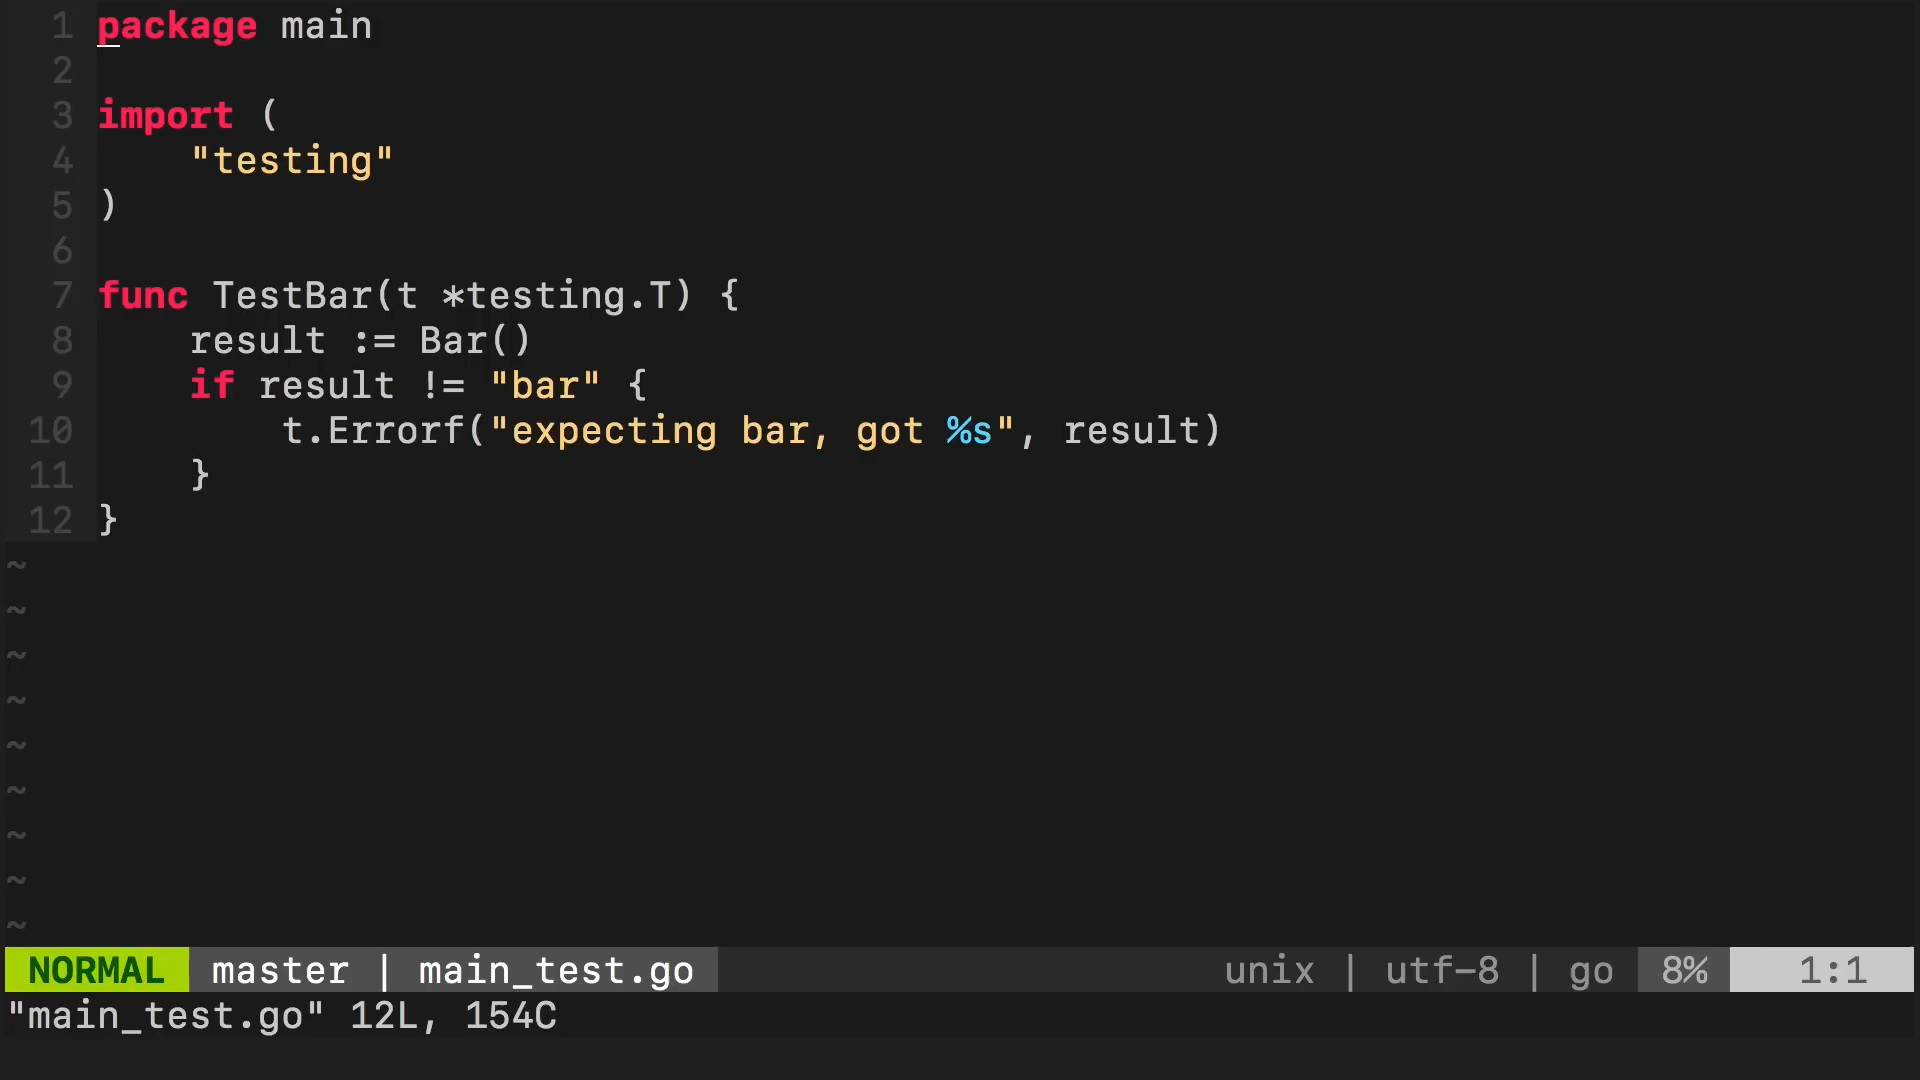 1 package main
2
3 import (
4     "testing"
5 )
6
7 func TestBar(t *testing.T) {
8     result := Bar()
9     if result != "bar" {
10         t.Errorf("expecting bar, got %s", result)
11     }
12 }
~
~
~
~
~
~
~
~
~
NORMAL master | main_test.go unix | utf-8 | go 8% 1:1
"main_test.go" 12L, 154C